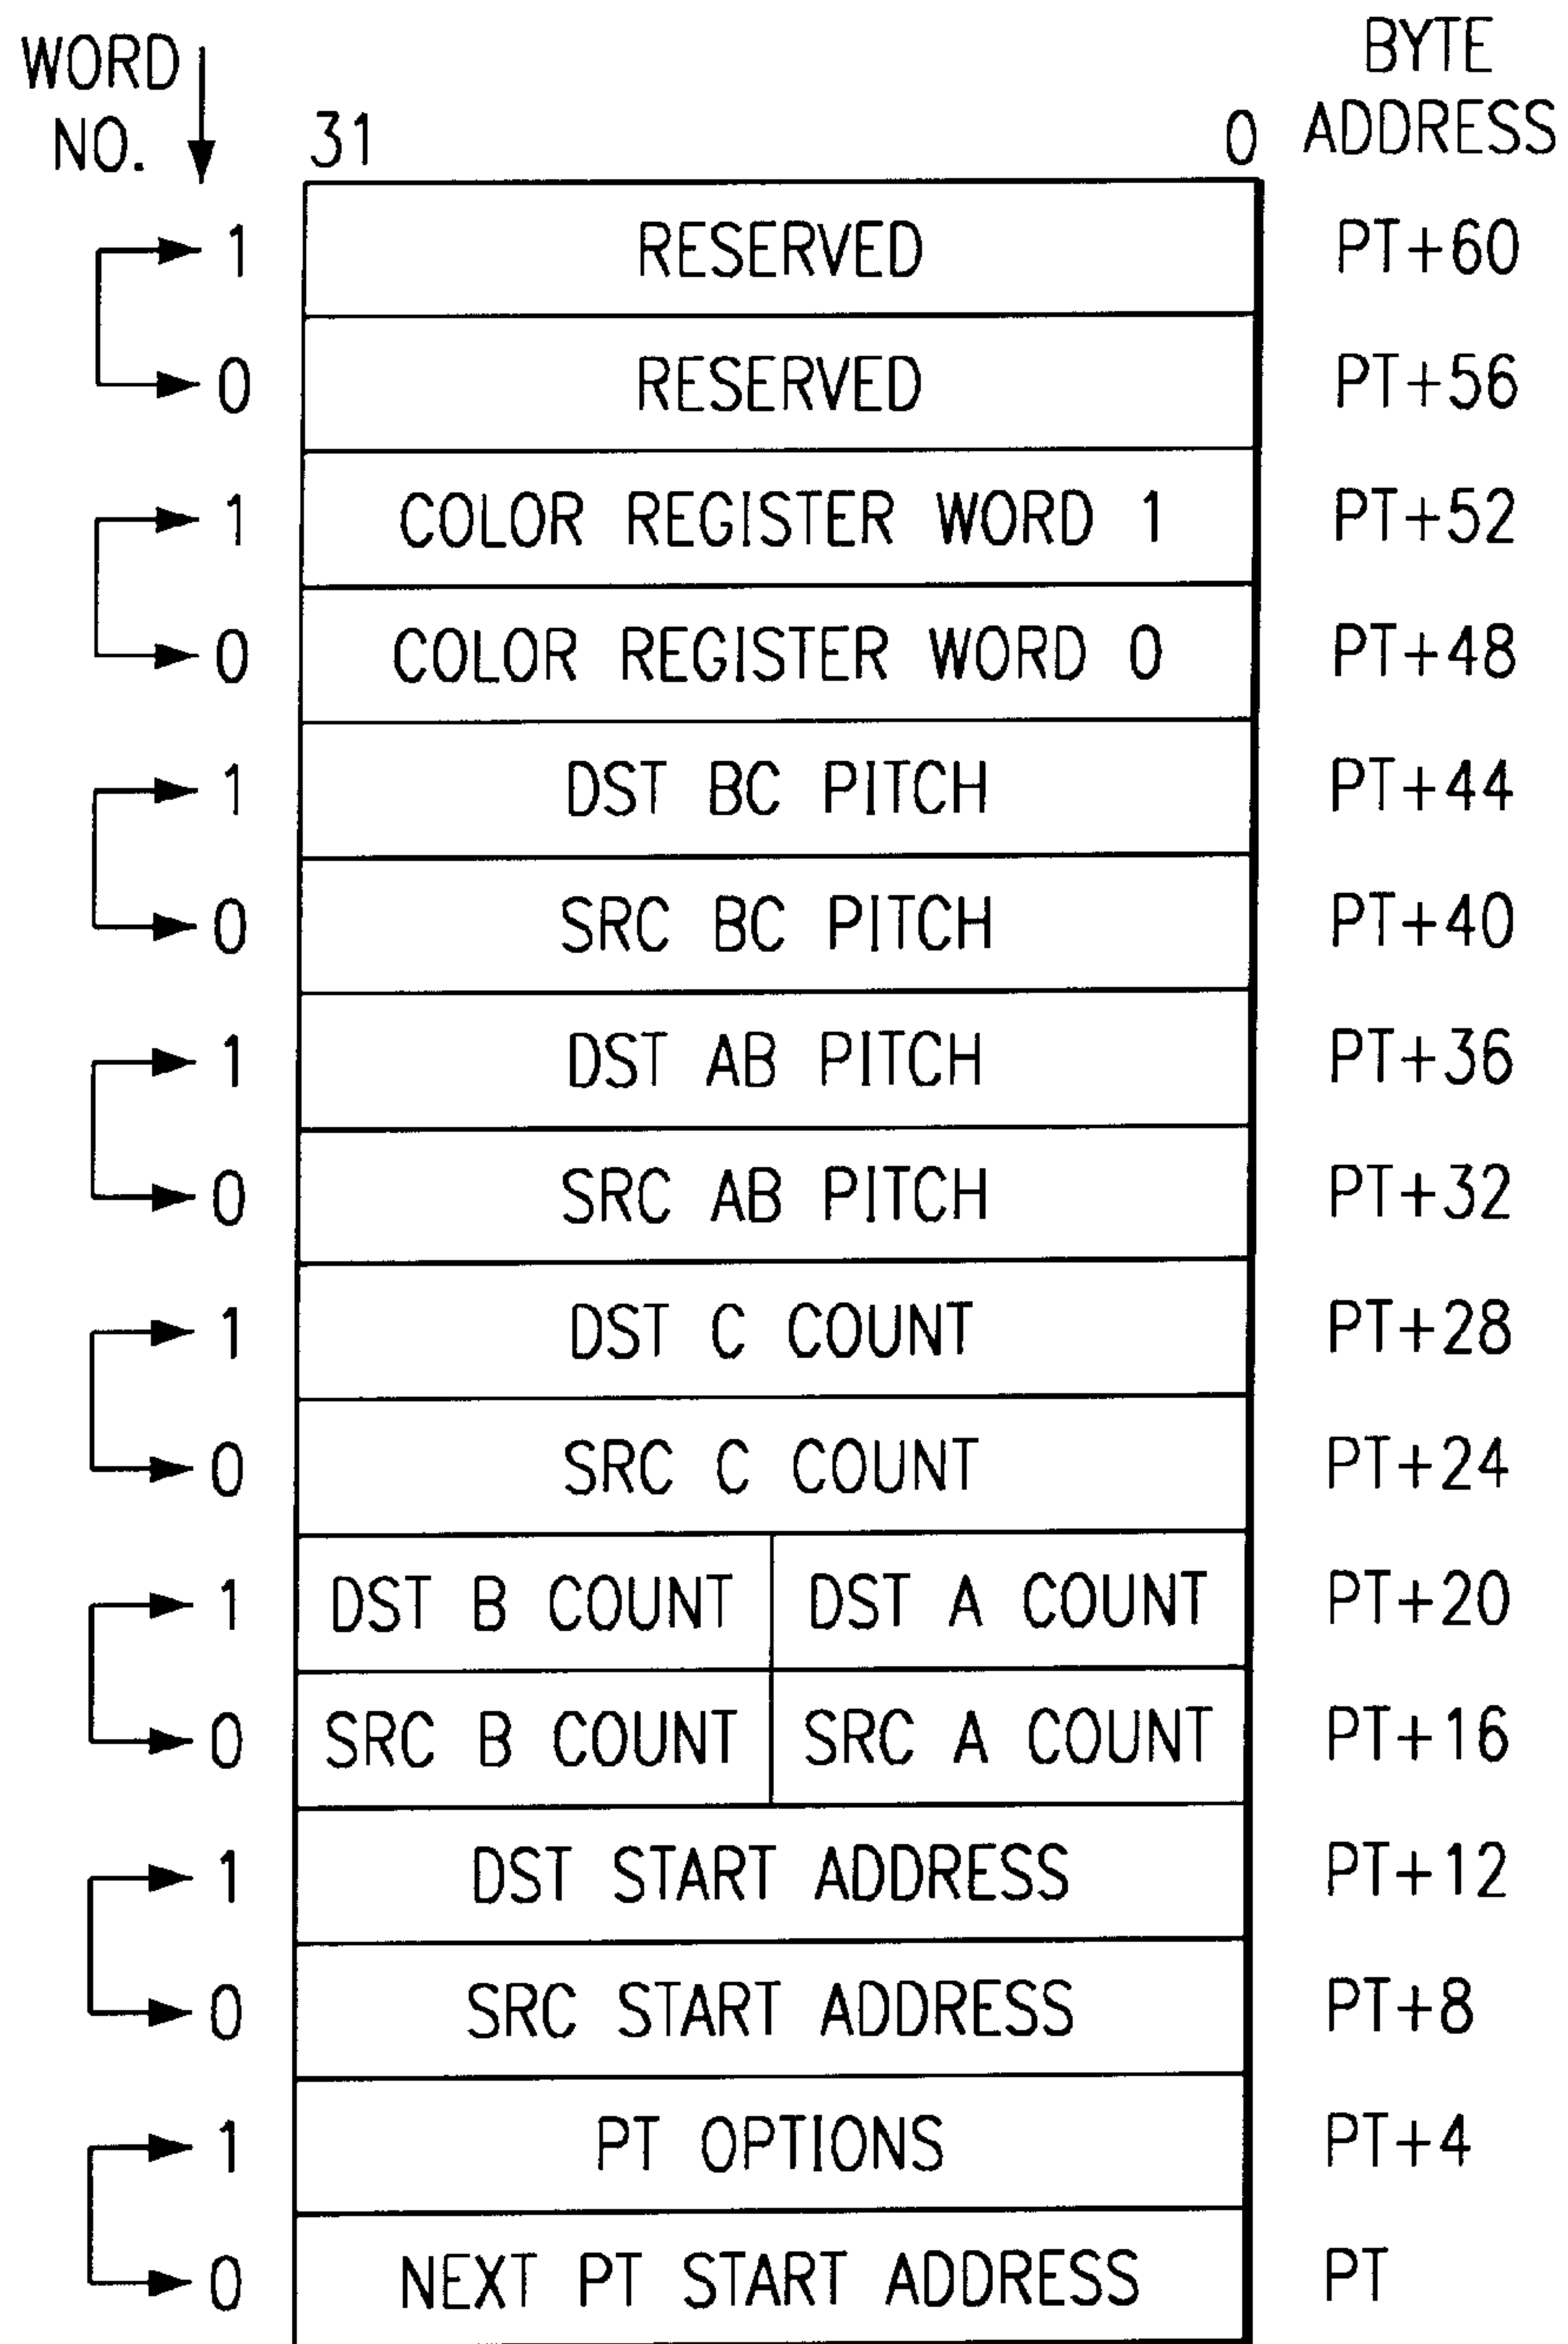 WORD NO.
31 0
BYTE ADDRESS
1 RESERVED PT+60
0 RESERVED PT+56
1 COLOR REGISTER WORD 1 PT+52
0 COLOR REGISTER WORD 0 PT+48
1 DST BC PITCH PT+44
0 SRC BC PITCH PT+40
1 DST AB PITCH PT+36
0 SRC AB PITCH PT+32
1 DST C COUNT PT+28
0 SRC C COUNT PT+24
1 DST B COUNT DST A COUNT PT+20
0 SRC B COUNT SRC A COUNT PT+16
1 DST START ADDRESS PT+12
0 SRC START ADDRESS PT+8
1 PT OPTIONS PT+4
0 NEXT PT START ADDRESS PT